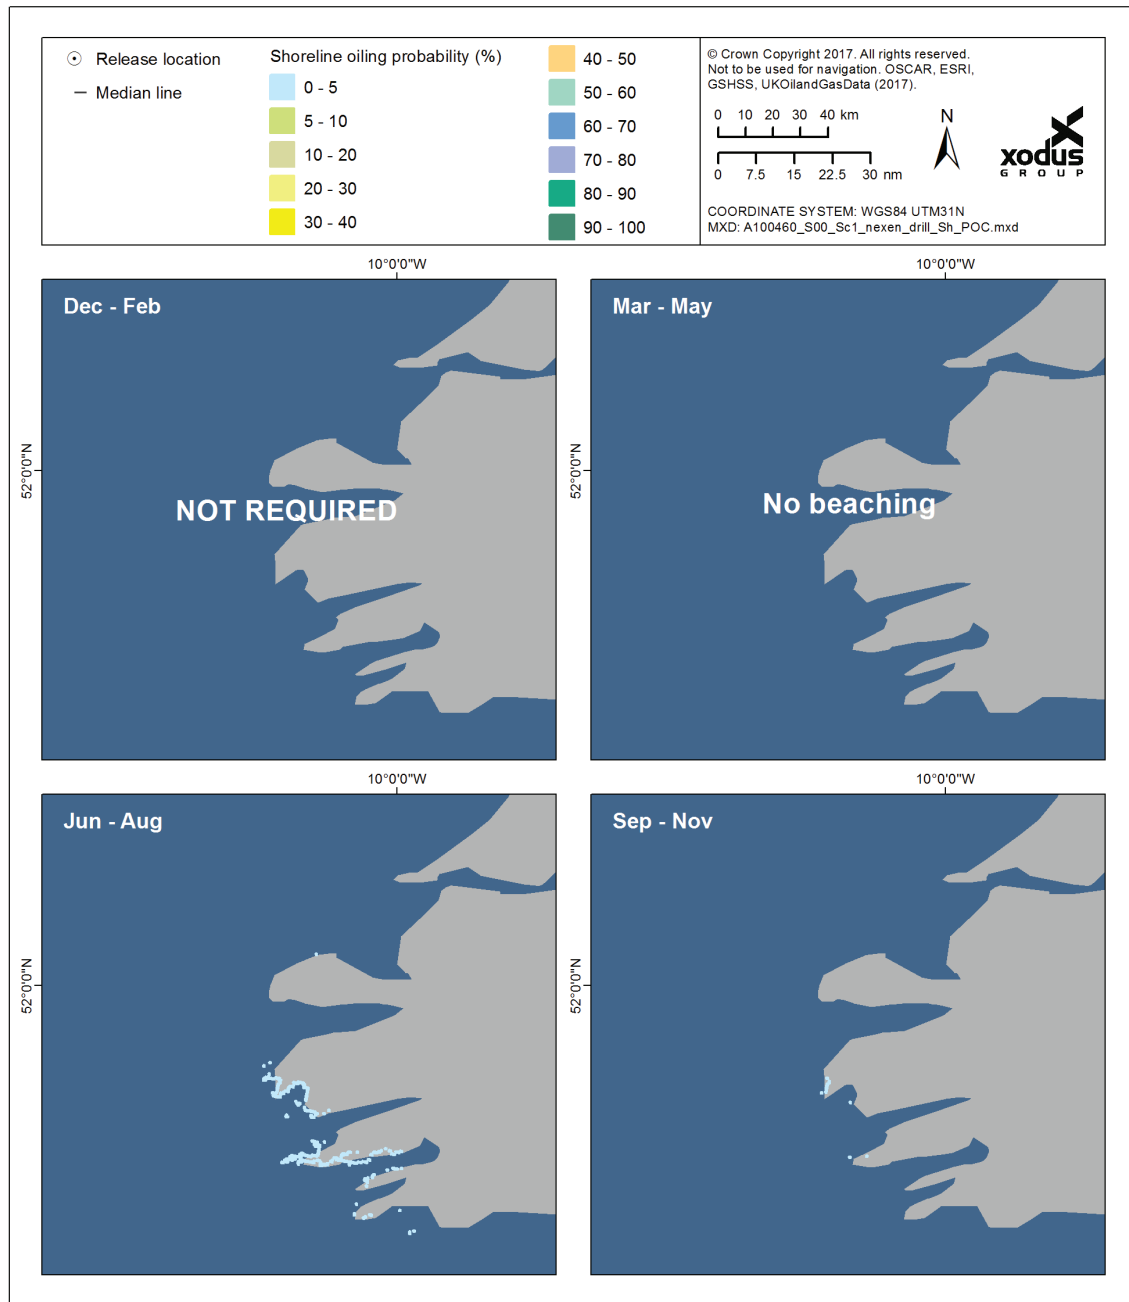 Release location
Median line
Shoreline oiling probability (%)
0 - 5
5 - 10
10 - 20
20 - 30
30 - 40
40 - 50
50 - 60
60 - 70
70 - 80
80 - 90
90 - 100
© Crown Copyright 2017. All rights reserved.
Not to be used for navigation. OSCAR, ESRI,
GSHSS, UKOilandGasData (2017).
0 10 20 30 40 km
0 7.5 15 22.5 30 nm
N
xodus
GROUP
COORDINATE SYSTEM: WGS84 UTM31N
MXD: A100460_S00_Sc1_nexen_drill_Sh_POC.mxd
10°0'0"W
10°0'0"W
Dec - Feb
52°0'0"N
NOT REQUIRED
Mar - May
52°0'0"N
No beaching
10°0'0"W
10°0'0"W
Jun - Aug
52°0'0"N
Sep - Nov
52°0'0"N